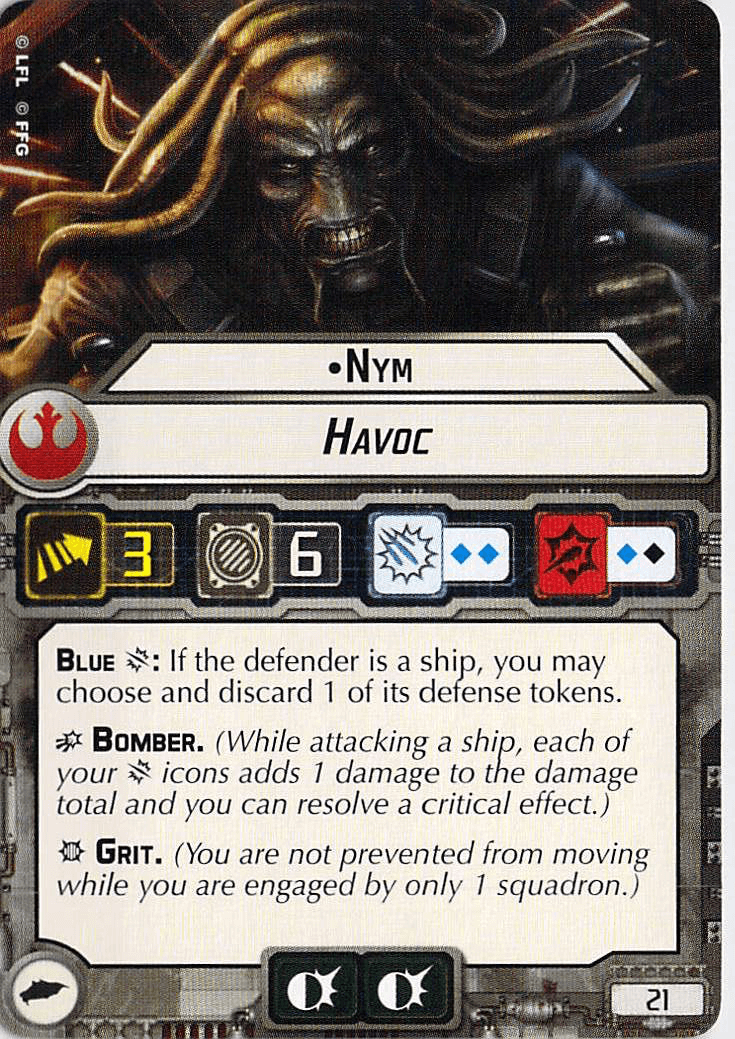 © LFL © FFG
•Nym
Havoc
3
6
Blue : If the defender is a ship, you may
choose and discard 1 of its defense tokens.
Bomber. (While attacking a ship, each of
your icons adds 1 damage to the damage
total and you can resolve a critical effect.)
Grit. (You are not prevented from moving
while you are engaged by only 1 squadron.)
21